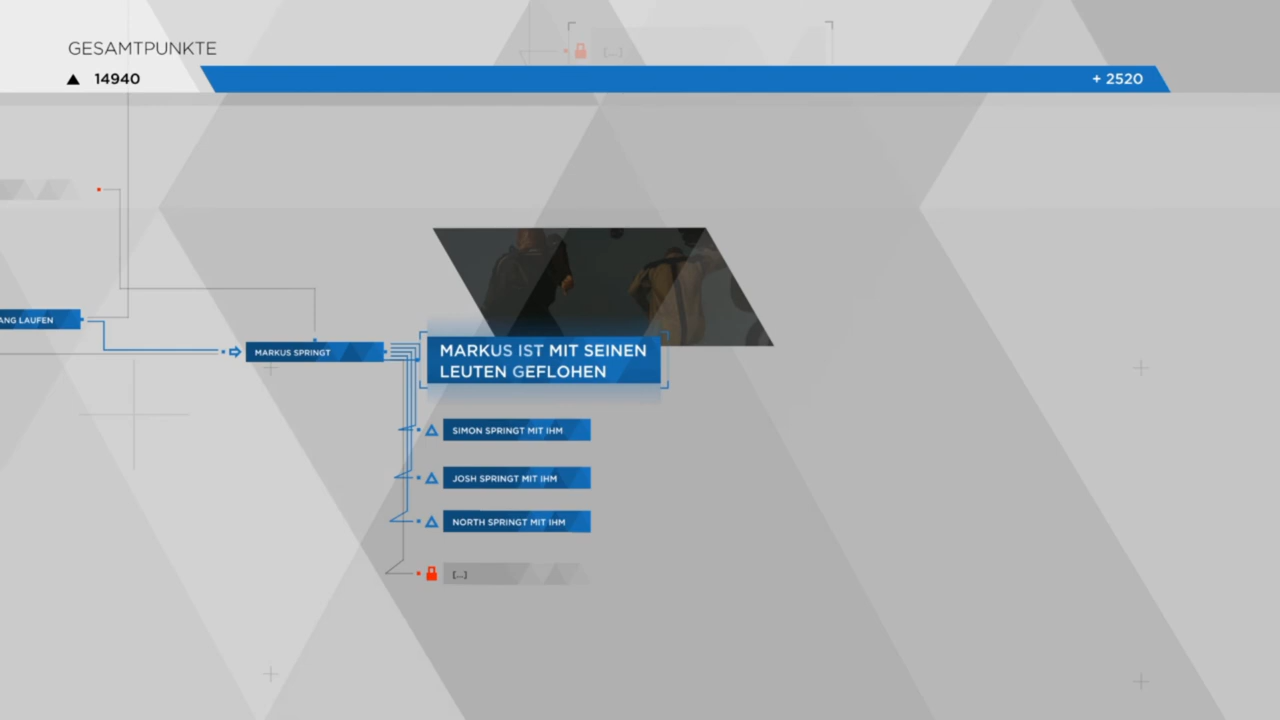 GESAMTPUNKTE
[...]
▲ 14940
+ 2520
ANG LAUFEN
MARKUS SPRINGT
MARKUS IST MIT SEINEN
LEUTEN GEFLOHEN
SIMON SPRINGT MIT IHM
JOSH SPRINGT MIT IHM
NORTH SPRINGT MIT IHM
[...]